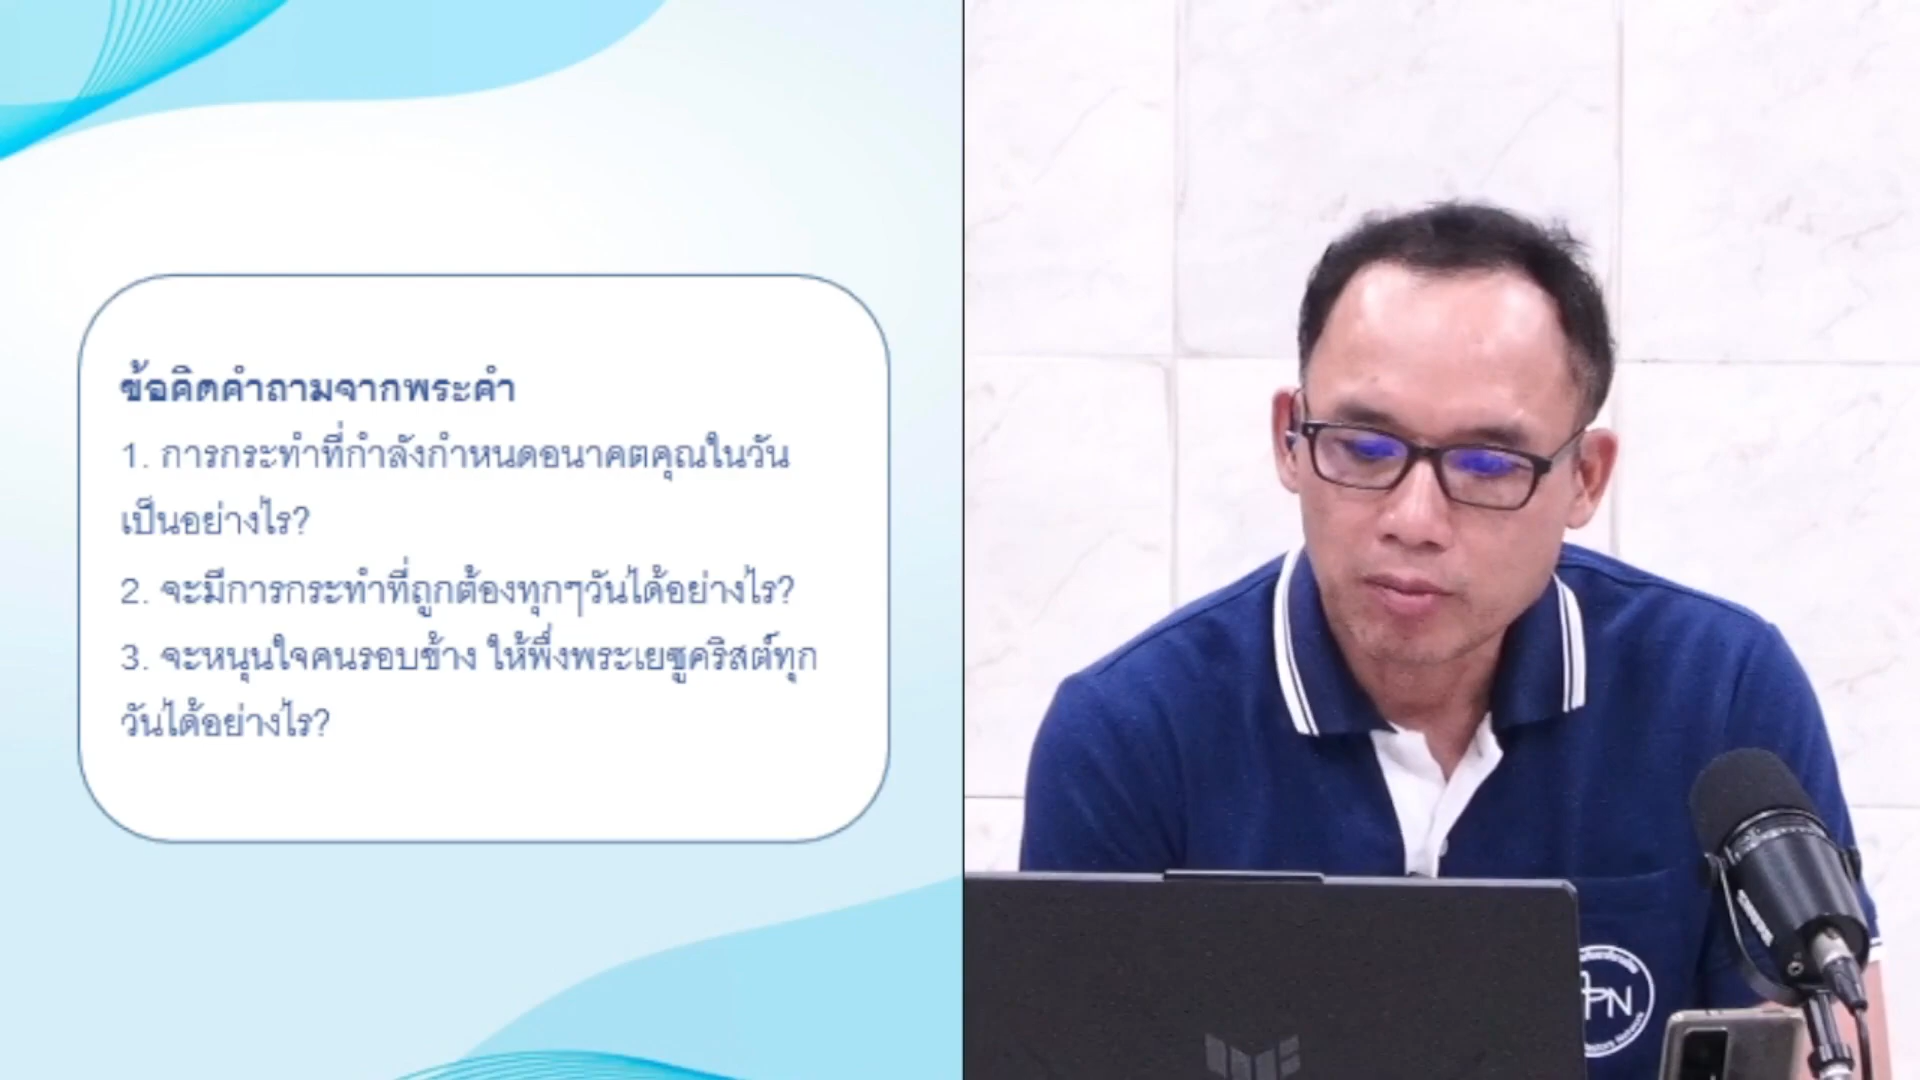 ข้อคิดคำถามจากพระคำ
1. การกระทำที่กำลังกำหนดอนาคตคุณในวัน
เป็นอย่างไร?
2. จะมีการกระทำที่ถูกต้องทุกๆวันได้อย่างไร?
3. จะหนุนใจคนรอบข้าง ให้พึ่งพระเยซูคริสต์ทุก
วันได้อย่างไร?
PN